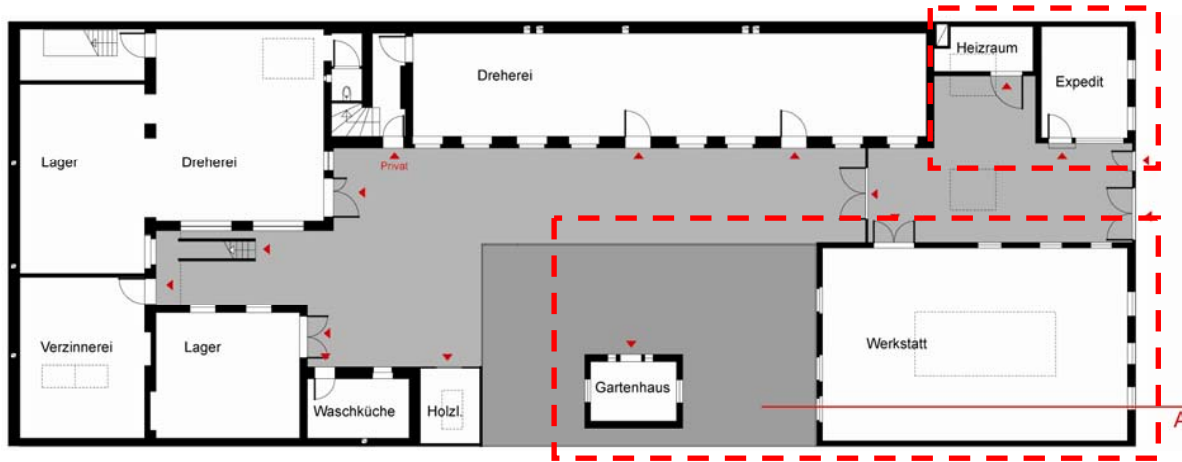 Heizraum
Dreherei
Expedit
Lager
Dreherei
Privat
Verzinnerei
Lager
Werkstatt
Gartenhaus
Waschküche
Holzl.
A